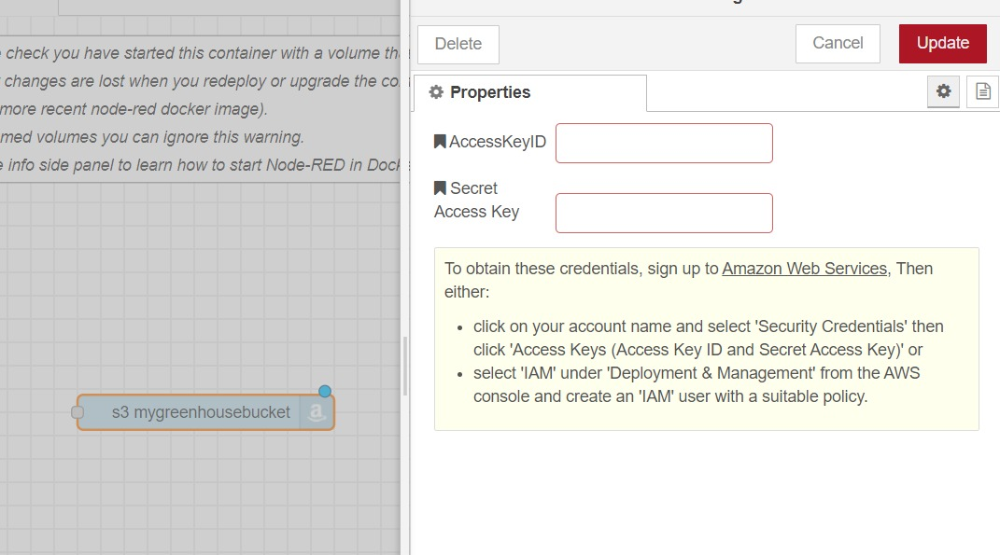 check you have started this container with a volume
changes are lost when you redeploy or upgrade the
more recent node-red docker image).
volumes you can ignore this warning.
info side panel to learn how to start Node-RED in
s3 mygreenhousebucket
Delete
Cancel
Update
Properties
AccessKeyID
Secret
Access Key
To obtain these credentials, sign up to Amazon Web Services, Then
either:
• click on your account name and select 'Security Credentials' then
click 'Access Keys (Access Key ID and Secret Access Key)' or
• select 'IAM' under 'Deployment & Management' from the AWS
console and create an 'IAM' user with a suitable policy.